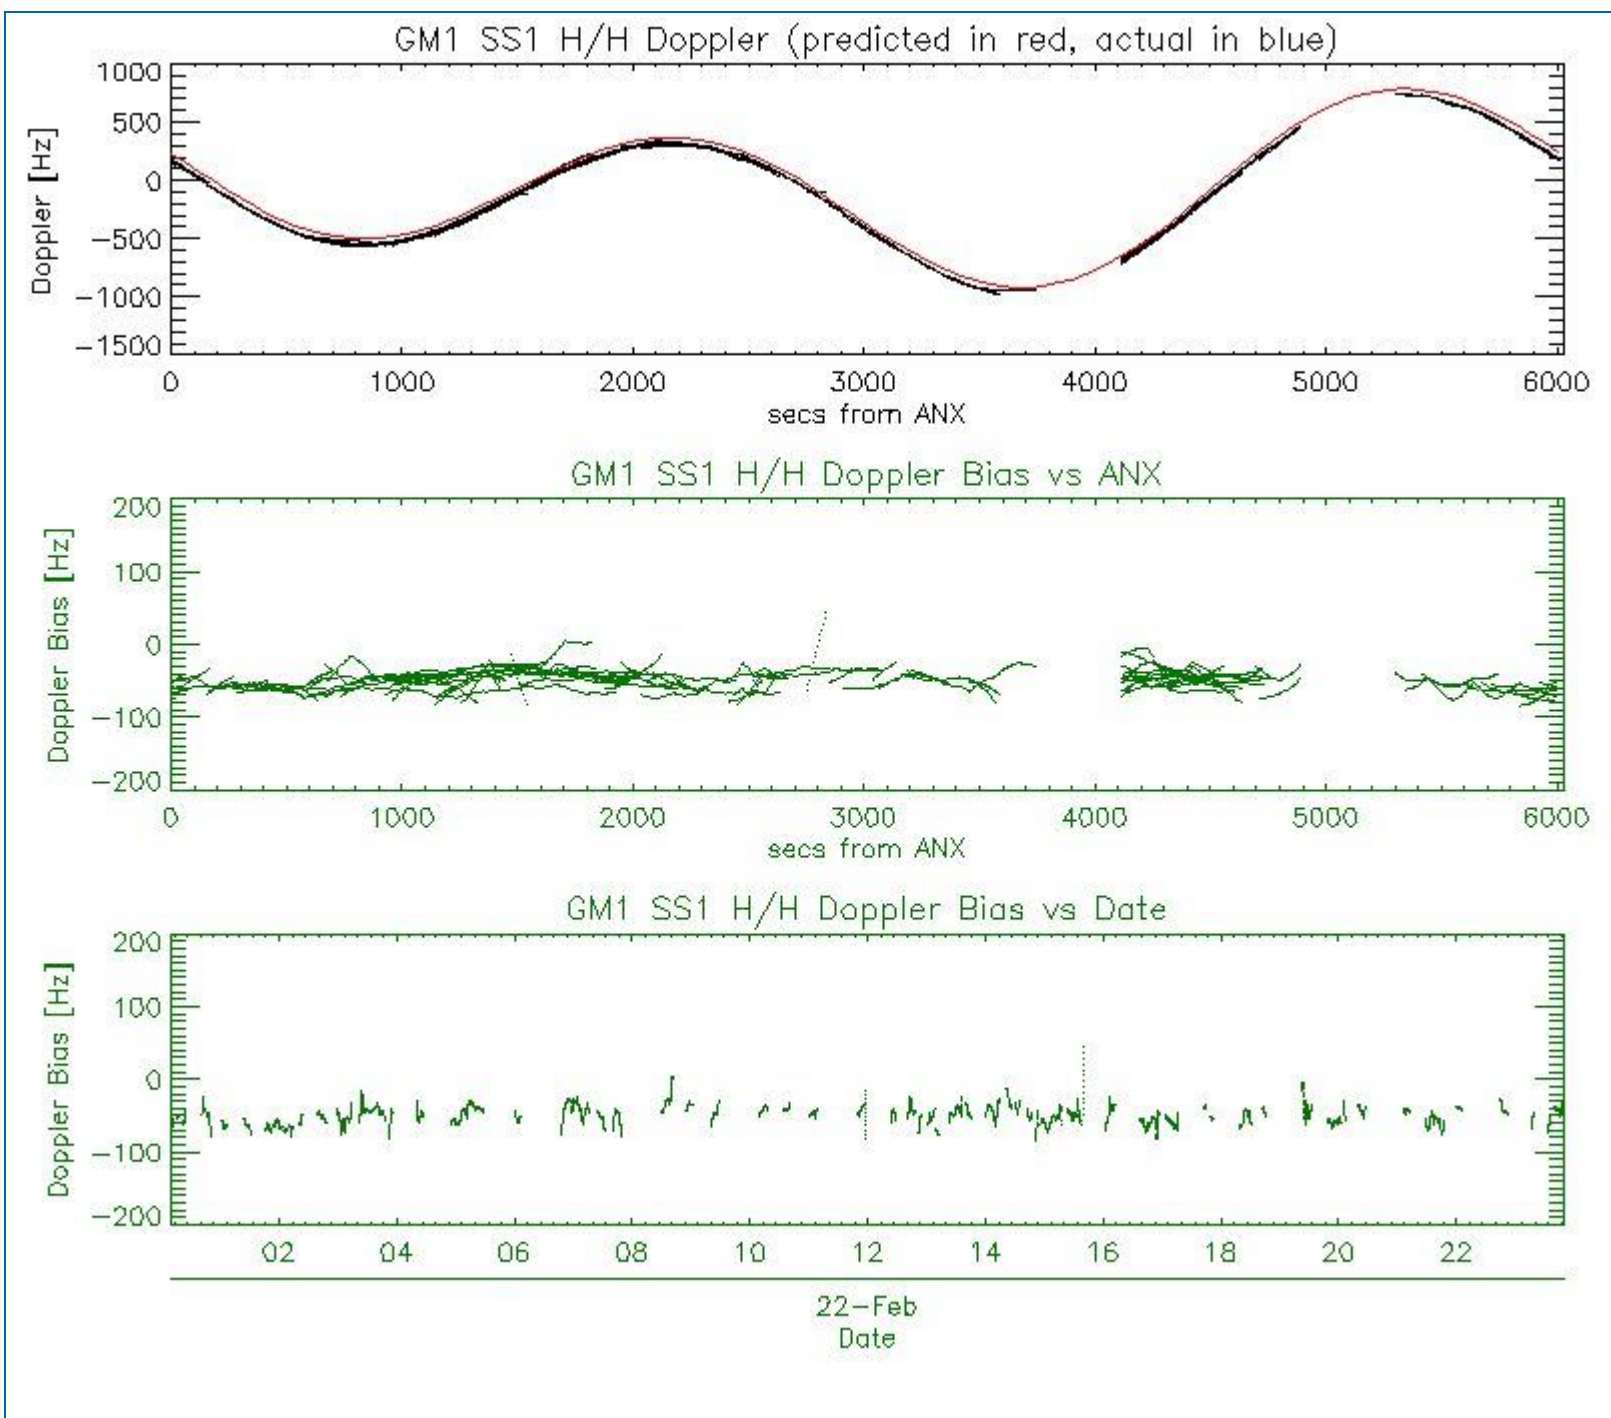 GM1 SS1 H/H Doppler (predicted in red, actual in blue)
Doppler [Hz]
1000
500
0
−500
−1000
−1500
0 1000 2000 3000 4000 5000 6000
secs from ANX
GM1 SS1 H/H Doppler Bias vs ANX
Doppler Bias [Hz]
200
100
0
−100
−200
0 1000 2000 3000 4000 5000 6000
secs from ANX
GM1 SS1 H/H Doppler Bias vs Date
Doppler Bias [Hz]
200
100
0
−100
−200
02 04 06 08 10 12 14 16 18 20 22
22−Feb
Date